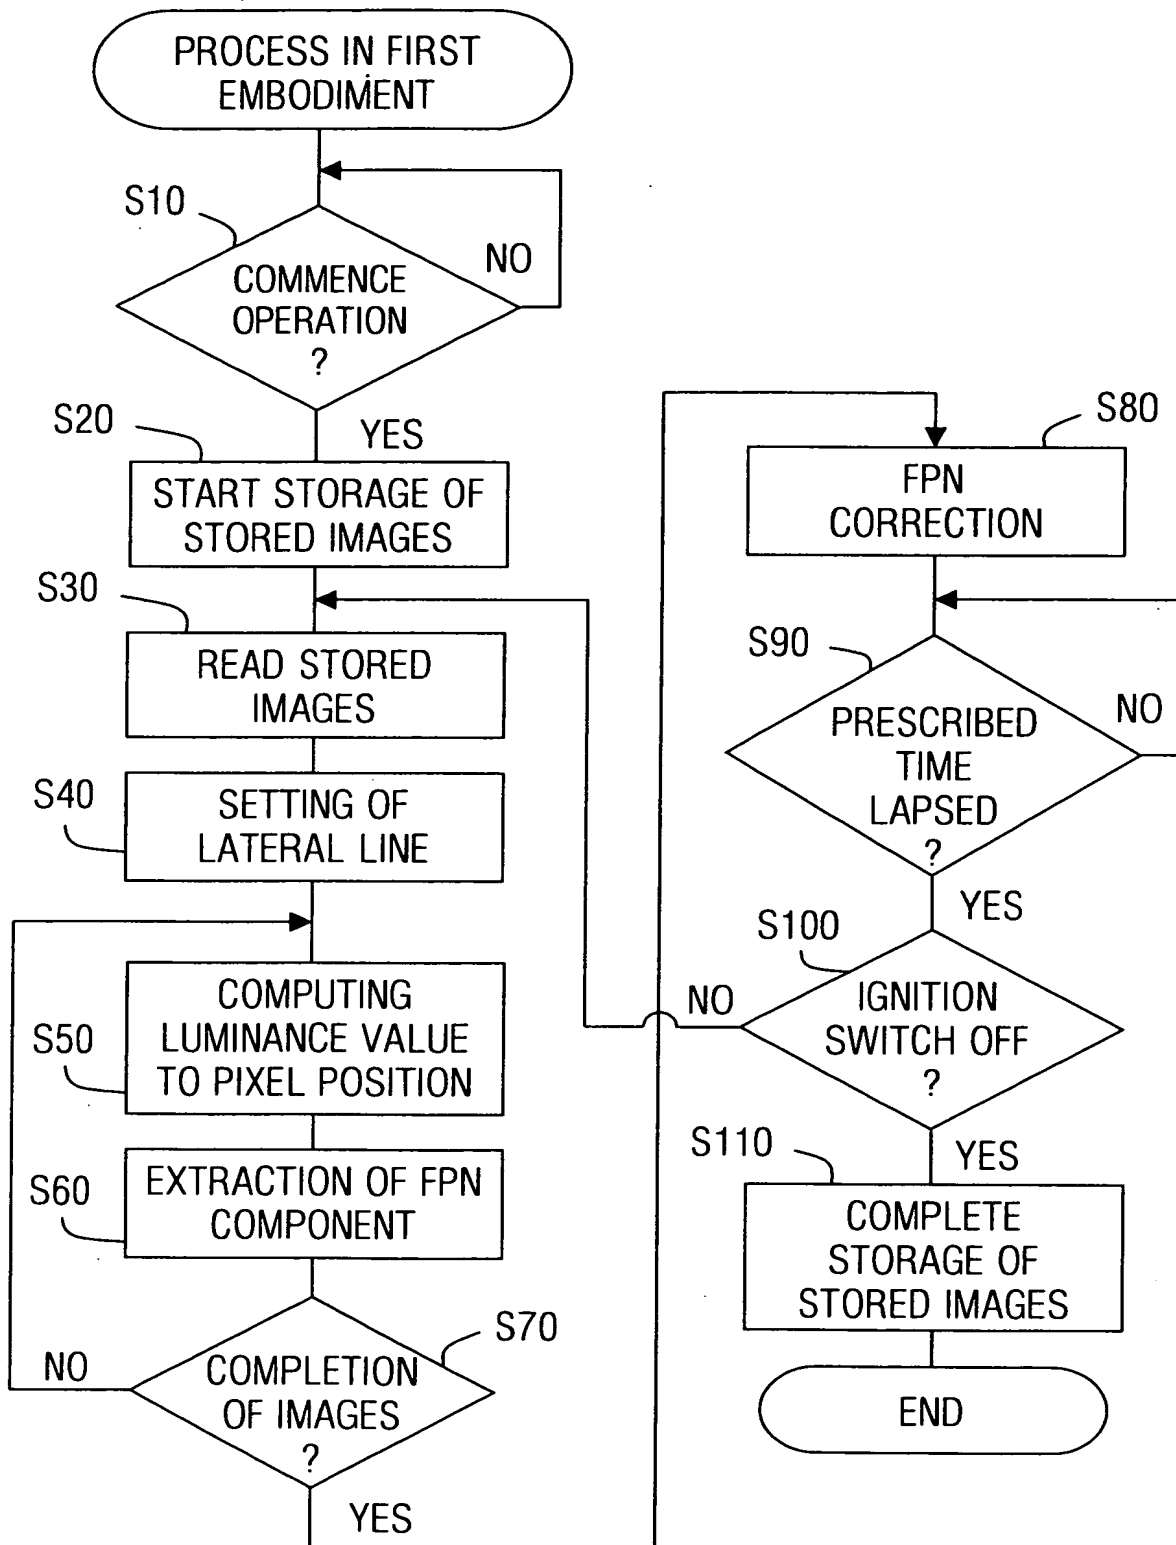 PROCESS IN FIRST
EMBODIMENT
S10
COMMENCE
OPERATION
?
NO
YES
S20
START STORAGE OF
STORED IMAGES
S30
READ STORED
IMAGES
S40
SETTING OF
LATERAL LINE
S50
COMPUTING
LUMINANCE VALUE
TO PIXEL POSITION
S60
EXTRACTION OF FPN
COMPONENT
S70
COMPLETION
OF IMAGES
?
NO
YES
S80
FPN
CORRECTION
S90
PRESCRIBED
TIME
LAPSED
?
NO
YES
S100
IGNITION
SWITCH OFF
?
NO
YES
S110
COMPLETE
STORAGE OF
STORED IMAGES
END